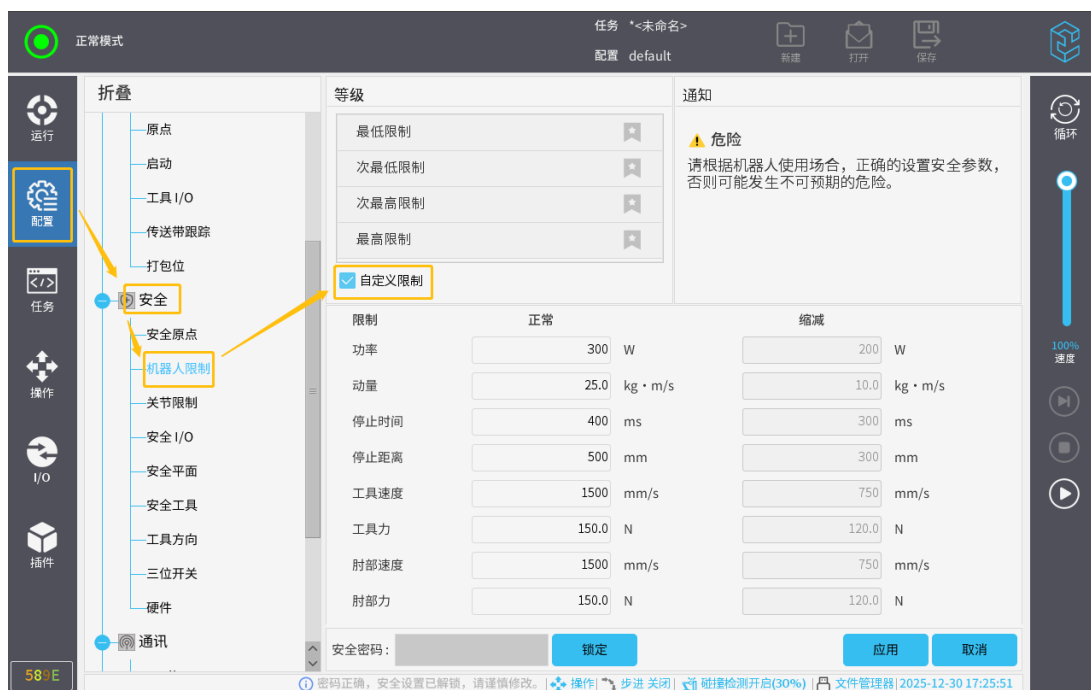 正常模式
任务 *<未命名>
配置 default
新建
打开
保存
运行
配置
任务
操作
I/O
插件
589E
折叠
原点
启动
工具 I/O
传送带跟踪
打包位
安全
安全原点
机器人限制
关节限制
安全 I/O
安全平面
安全工具
工具方向
三位开关
硬件
通讯
等级
最低限制
次最低限制
次最高限制
最高限制
自定义限制
通知
危险
请根据机器人使用场合，正确的设置安全参数，
否则可能发生不可预期的危险。
限制 正常 缩减
功率 300 W 200 W
动量 25.0 kg・m/s 10.0 kg・m/s
停止时间 400 ms 300 ms
停止距离 500 mm 300 mm
工具速度 1500 mm/s 750 mm/s
工具力 150.0 N 120.0 N
肘部速度 1500 mm/s 750 mm/s
肘部力 150.0 N 120.0 N
安全密码: 锁定 应用 取消
密码正确，安全设置已解锁，请谨慎修改。 | 操作| 步进 关闭| 碰撞检测开启(30%) | 文件管理器|2025-12-30 17:25:51
循环
100%
速度